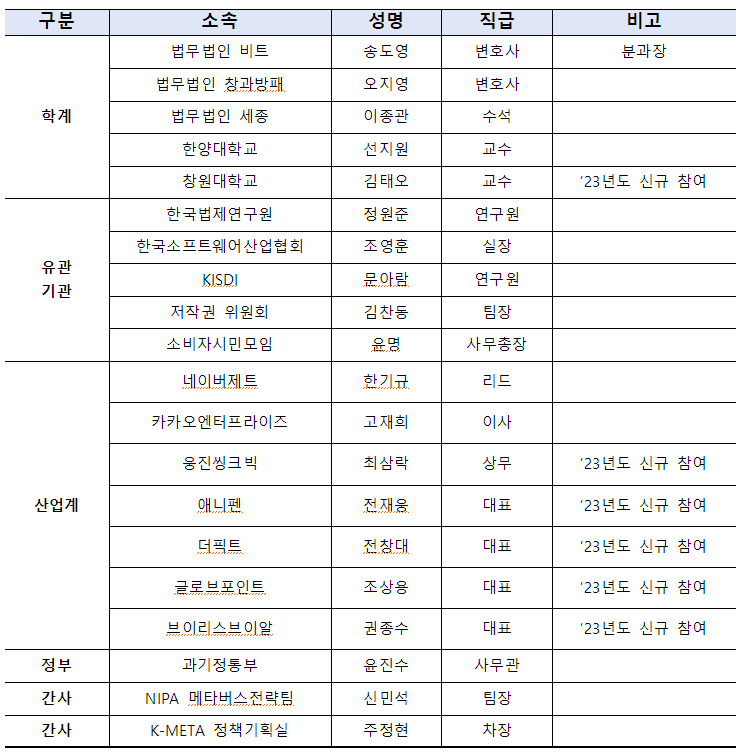 구분 소속 성명 직급 비고
학계
법무법인 비트 송도영 변호사 분과장
법무법인 창과방패 오지영 변호사
법무법인 세종 이종관 수석
한양대학교 선지원 교수
창원대학교 김태오 교수 ‘23년도 신규 참여
유관
기관
한국법제연구원 정원준 연구원
한국소프트웨어산업협회 조영훈 실장
KISDI 문아람 연구원
저작권 위원회 김찬동 팀장
소비자시민모임 윤명 사무총장
산업계
네이버제트 한기규 리드
카카오엔터프라이즈 고재희 이사
웅진씽크빅 최삼락 상무 ‘23년도 신규 참여
애니펜 전재웅 대표 ‘23년도 신규 참여
더픽트 전창대 대표 ‘23년도 신규 참여
글로브포인트 조상용 대표 ‘23년도 신규 참여
브이리스브이알 권종수 대표 ‘23년도 신규 참여
정부 과기정통부 윤진수 사무관
간사 NIPA 메타버스전략팀 신민석 팀장
간사 K-META 정책기획실 주정현 차장